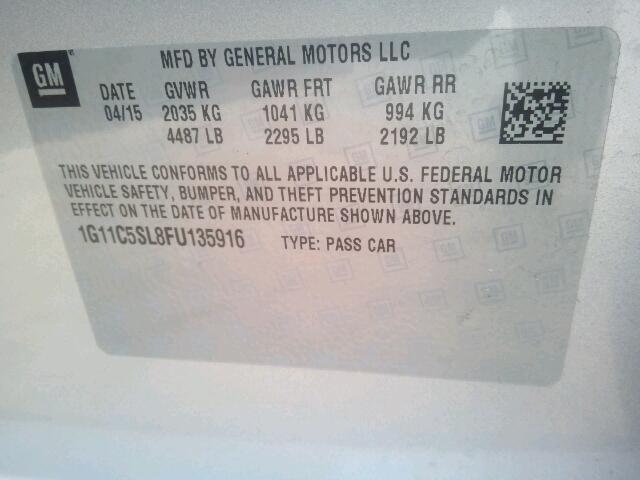 GM
MFD BY GENERAL MOTORS LLC
DATE GVWR GAWR FRT GAWR RR
04/15 2035 KG 1041 KG 994 KG
4487 LB 2295 LB 2192 LB
THIS VEHICLE CONFORMS TO ALL APPLICABLE U.S. FEDERAL MOTOR
VEHICLE SAFETY, BUMPER, AND THEFT PREVENTION STANDARDS IN
EFFECT ON THE DATE OF MANUFACTURE SHOWN ABOVE.
1G11C5SL8FU135916 TYPE: PASS CAR